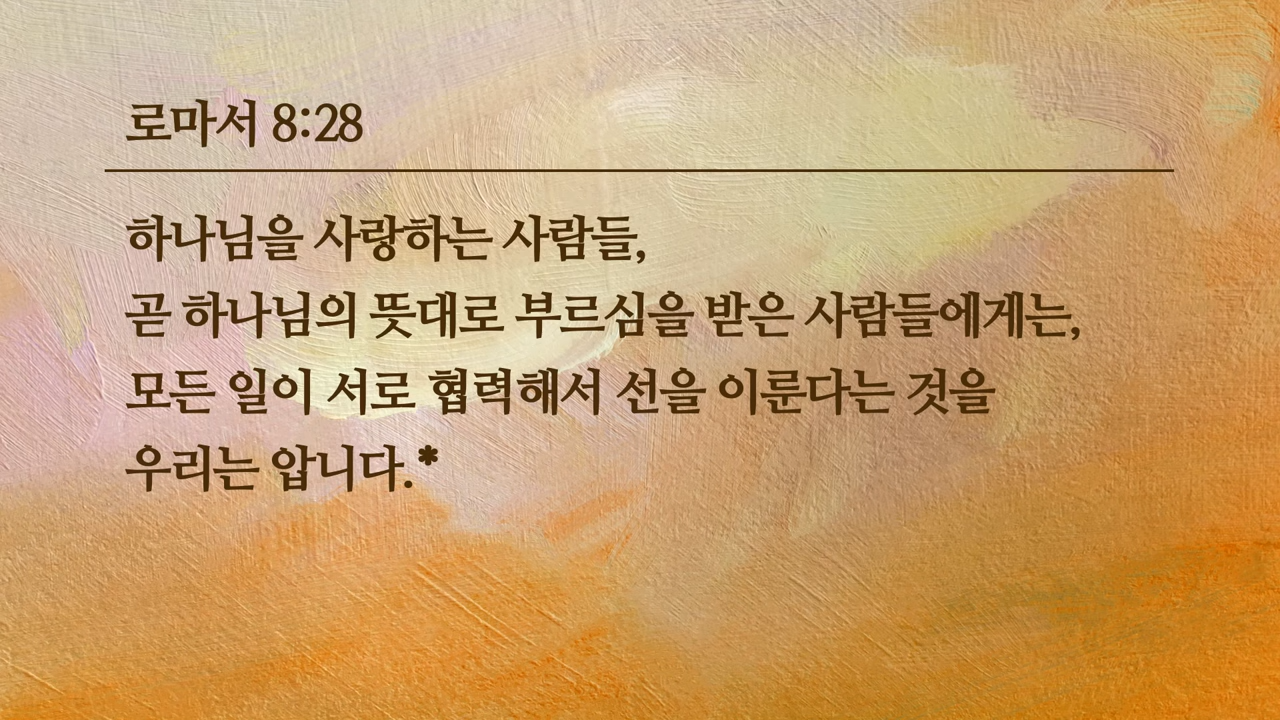 로마서 8:28
하나님을 사랑하는 사람들,
곧 하나님의 뜻대로 부르심을 받은 사람들에게는,
모든 일이 서로 협력해서 선을 이룬다는 것을
우리는 압니다.*